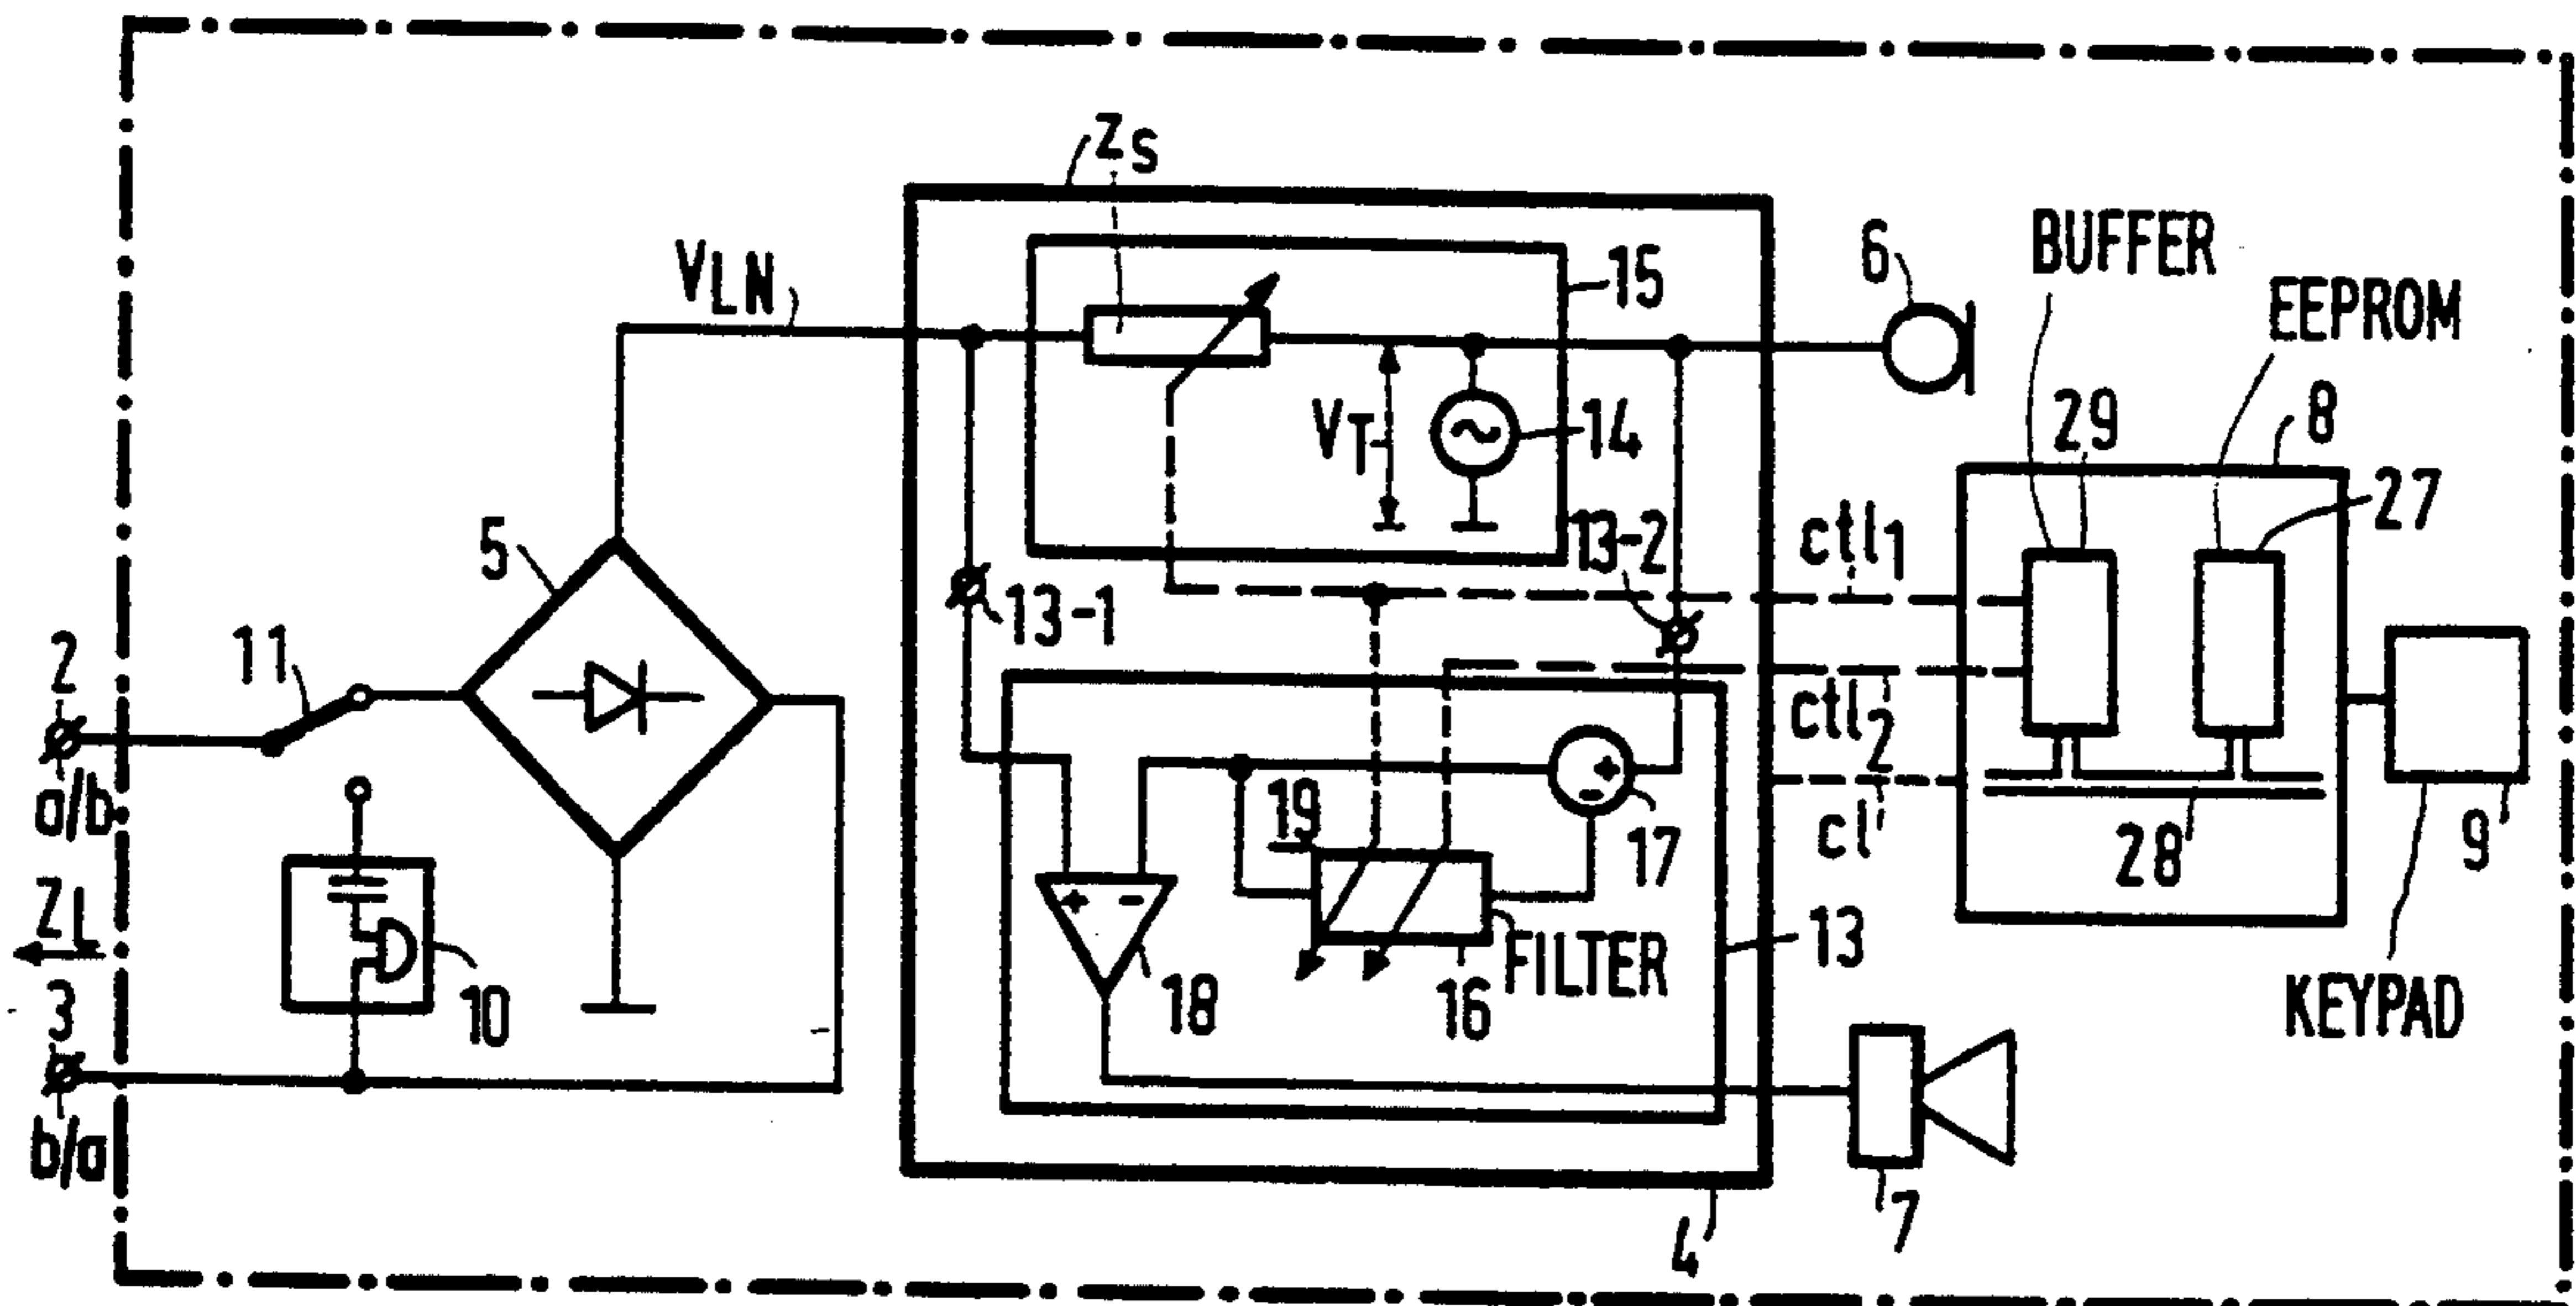 ZS
VLN
15
6
BUFFER
EEPROM
VT
14
29
8
27
5
13-1
13-2
ctl1
2
11
a/b
ctl2
cl
19
17
28
9
ZL
10
18
16
FILTER
13
KEYPAD
3
b/a
7
4